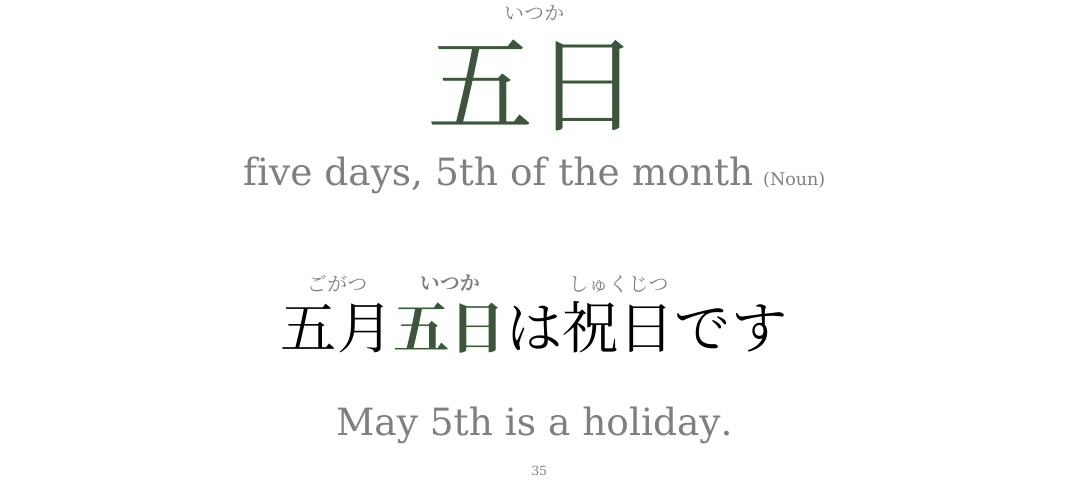 いつか
五日
five days, 5th of the month (Noun)
ごがつ いつか しゅくじつ
五月五日は祝日です
May 5th is a holiday.
35